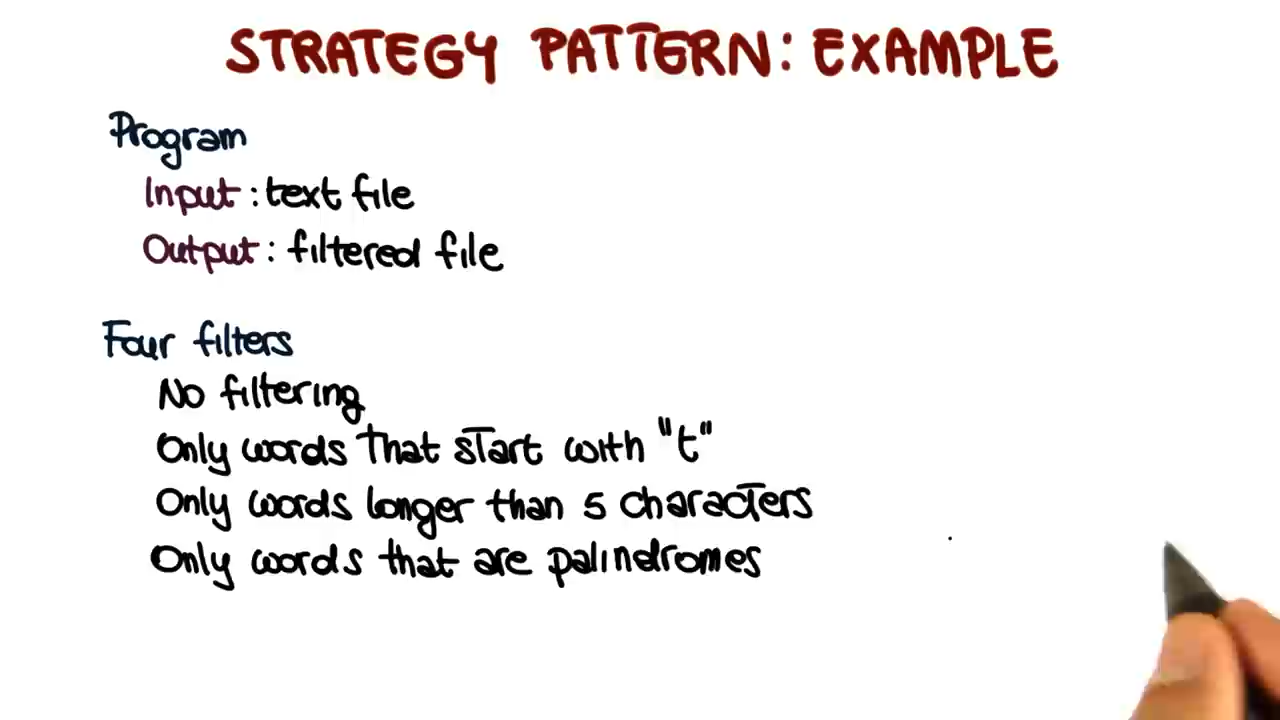 STRATEGY PATTERN: EXAMPLE
Program
Input: text file
Output: filtered file
Four filters
No filtering
Only words that start with "t"
Only words longer than 5 characters
Only words that are palindromes